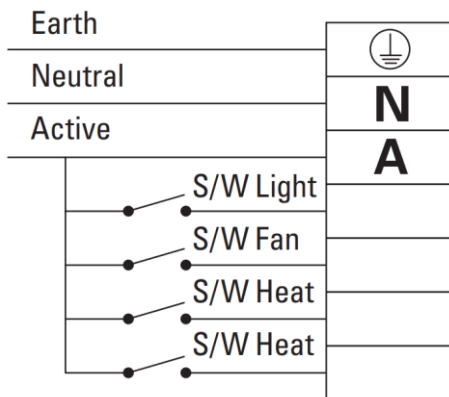 Earth
Neutral
N
Active
A
S/W Light
S/W Fan
S/W Heat
S/W Heat